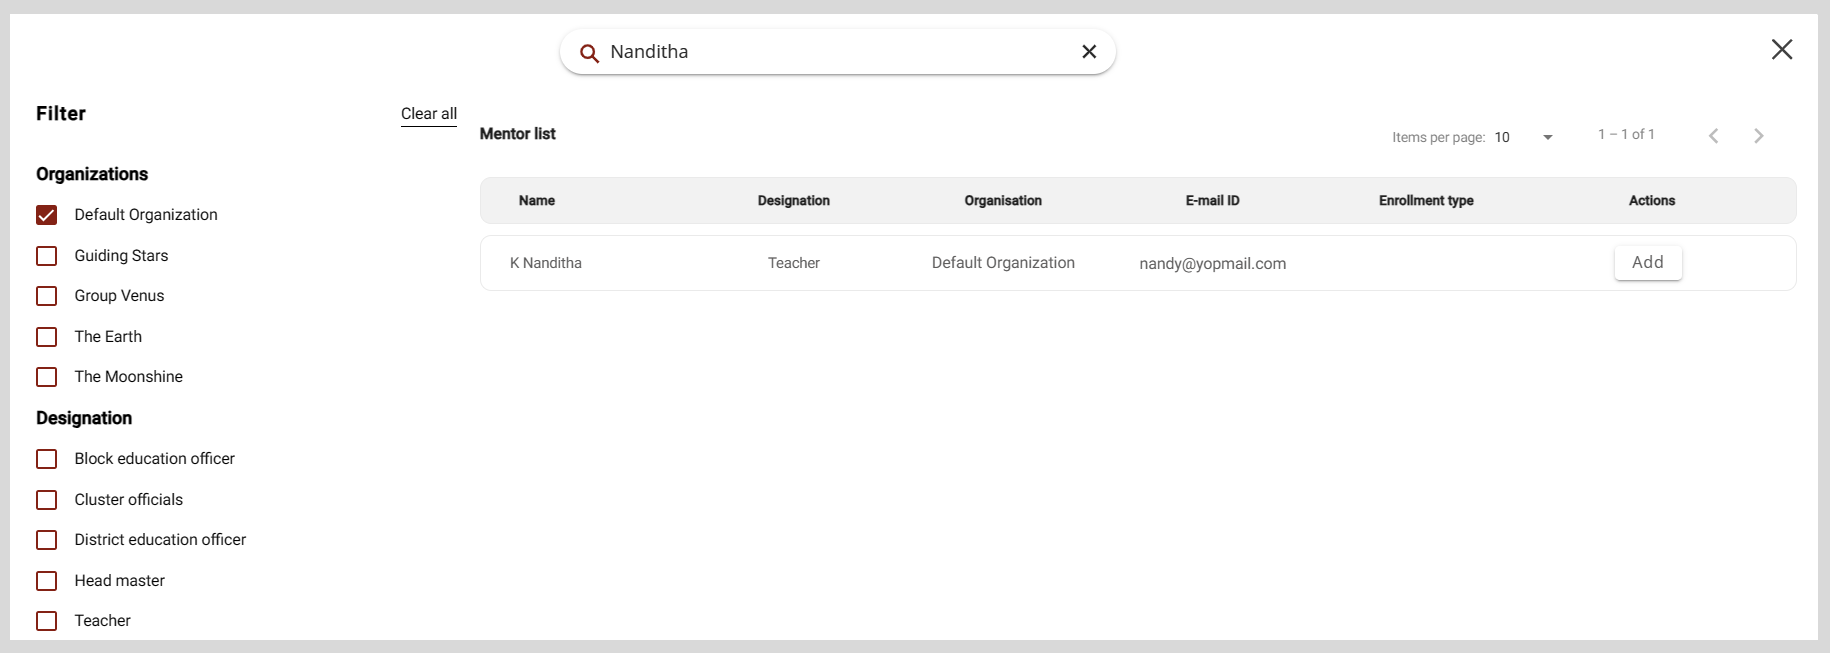 Nanditha
Filter
Clear all
Organizations
Default Organization
Guiding Stars
Group Venus
The Earth
The Moonshine
Designation
Block education officer
Cluster officials
District education officer
Head master
Teacher
Mentor list
Items per page: 10
1 – 1 of 1
Name Designation Organisation E-mail ID Enrollment type Actions
K Nanditha Teacher Default Organization nandy@yopmail.com Add